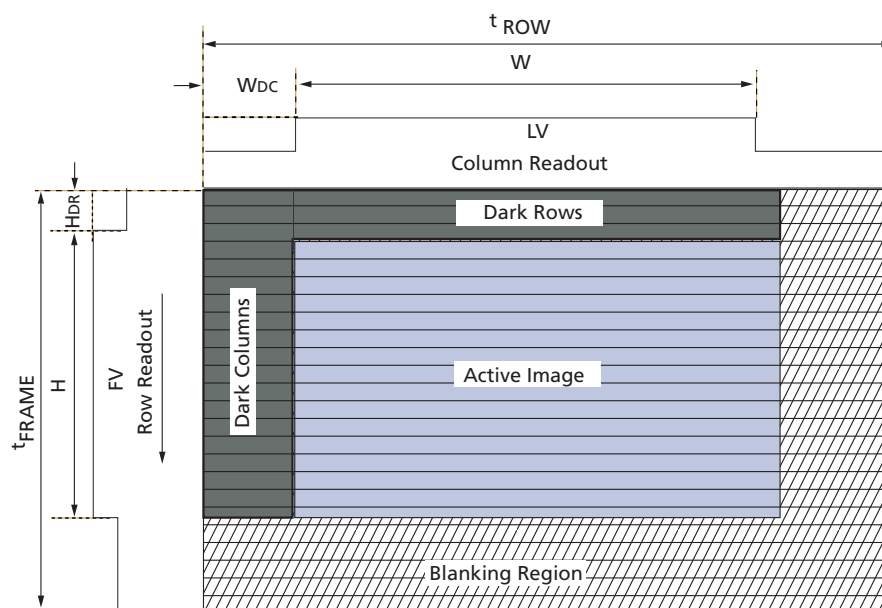 t ROW
W
WDC
LV
Column Readout
HDR
Dark Rows
tFRAME
H
FV
Row Readout
Dark Columns
Active Image
Blanking Region